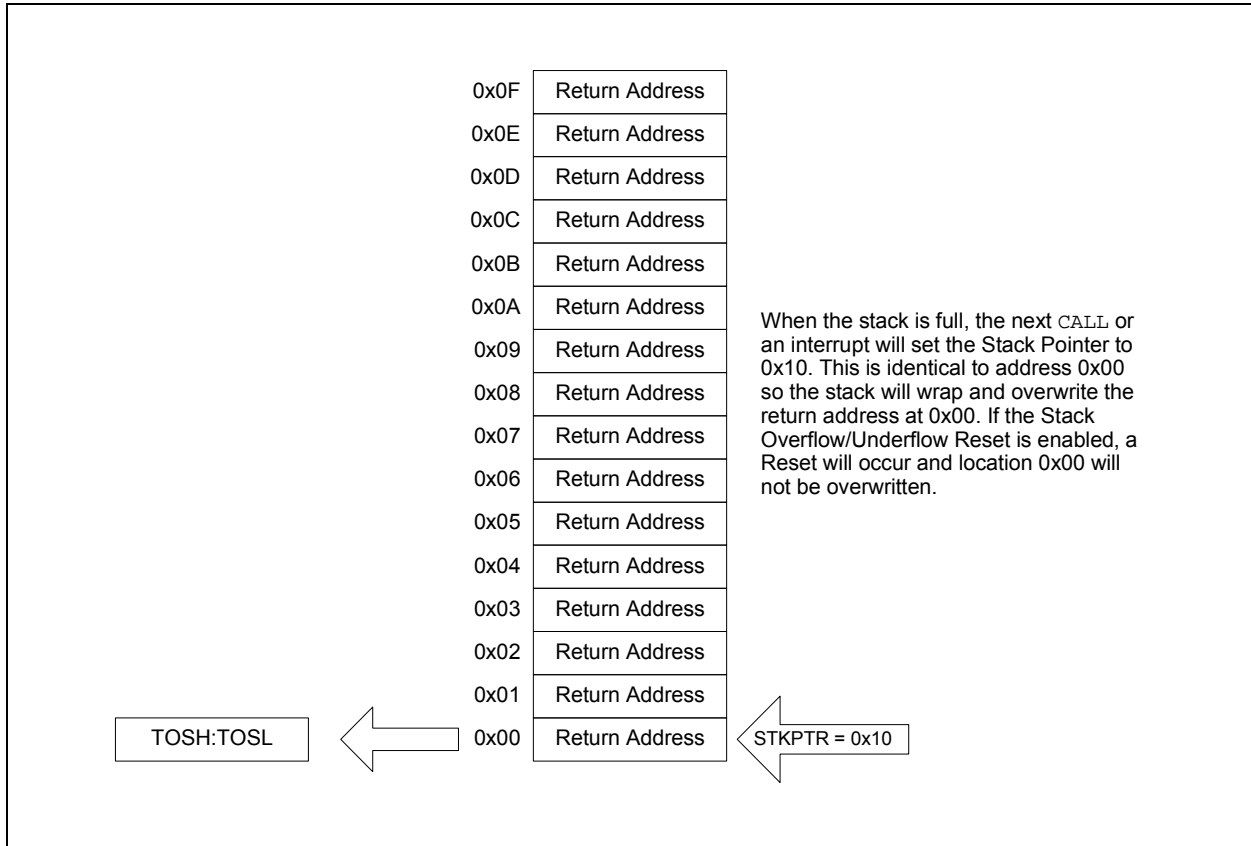 0x0F Return Address
0x0E Return Address
0x0D Return Address
0x0C Return Address
0x0B Return Address
0x0A Return Address
0x09 Return Address
0x08 Return Address
0x07 Return Address
0x06 Return Address
0x05 Return Address
0x04 Return Address
0x03 Return Address
0x02 Return Address
0x01 Return Address
TOSH:TOSL 0x00 Return Address STKPTR = 0x10
When the stack is full, the next CALL or
an interrupt will set the Stack Pointer to
0x10. This is identical to address 0x00
so the stack will wrap and overwrite the
return address at 0x00. If the Stack
Overflow/Underflow Reset is enabled, a
Reset will occur and location 0x00 will
not be overwritten.